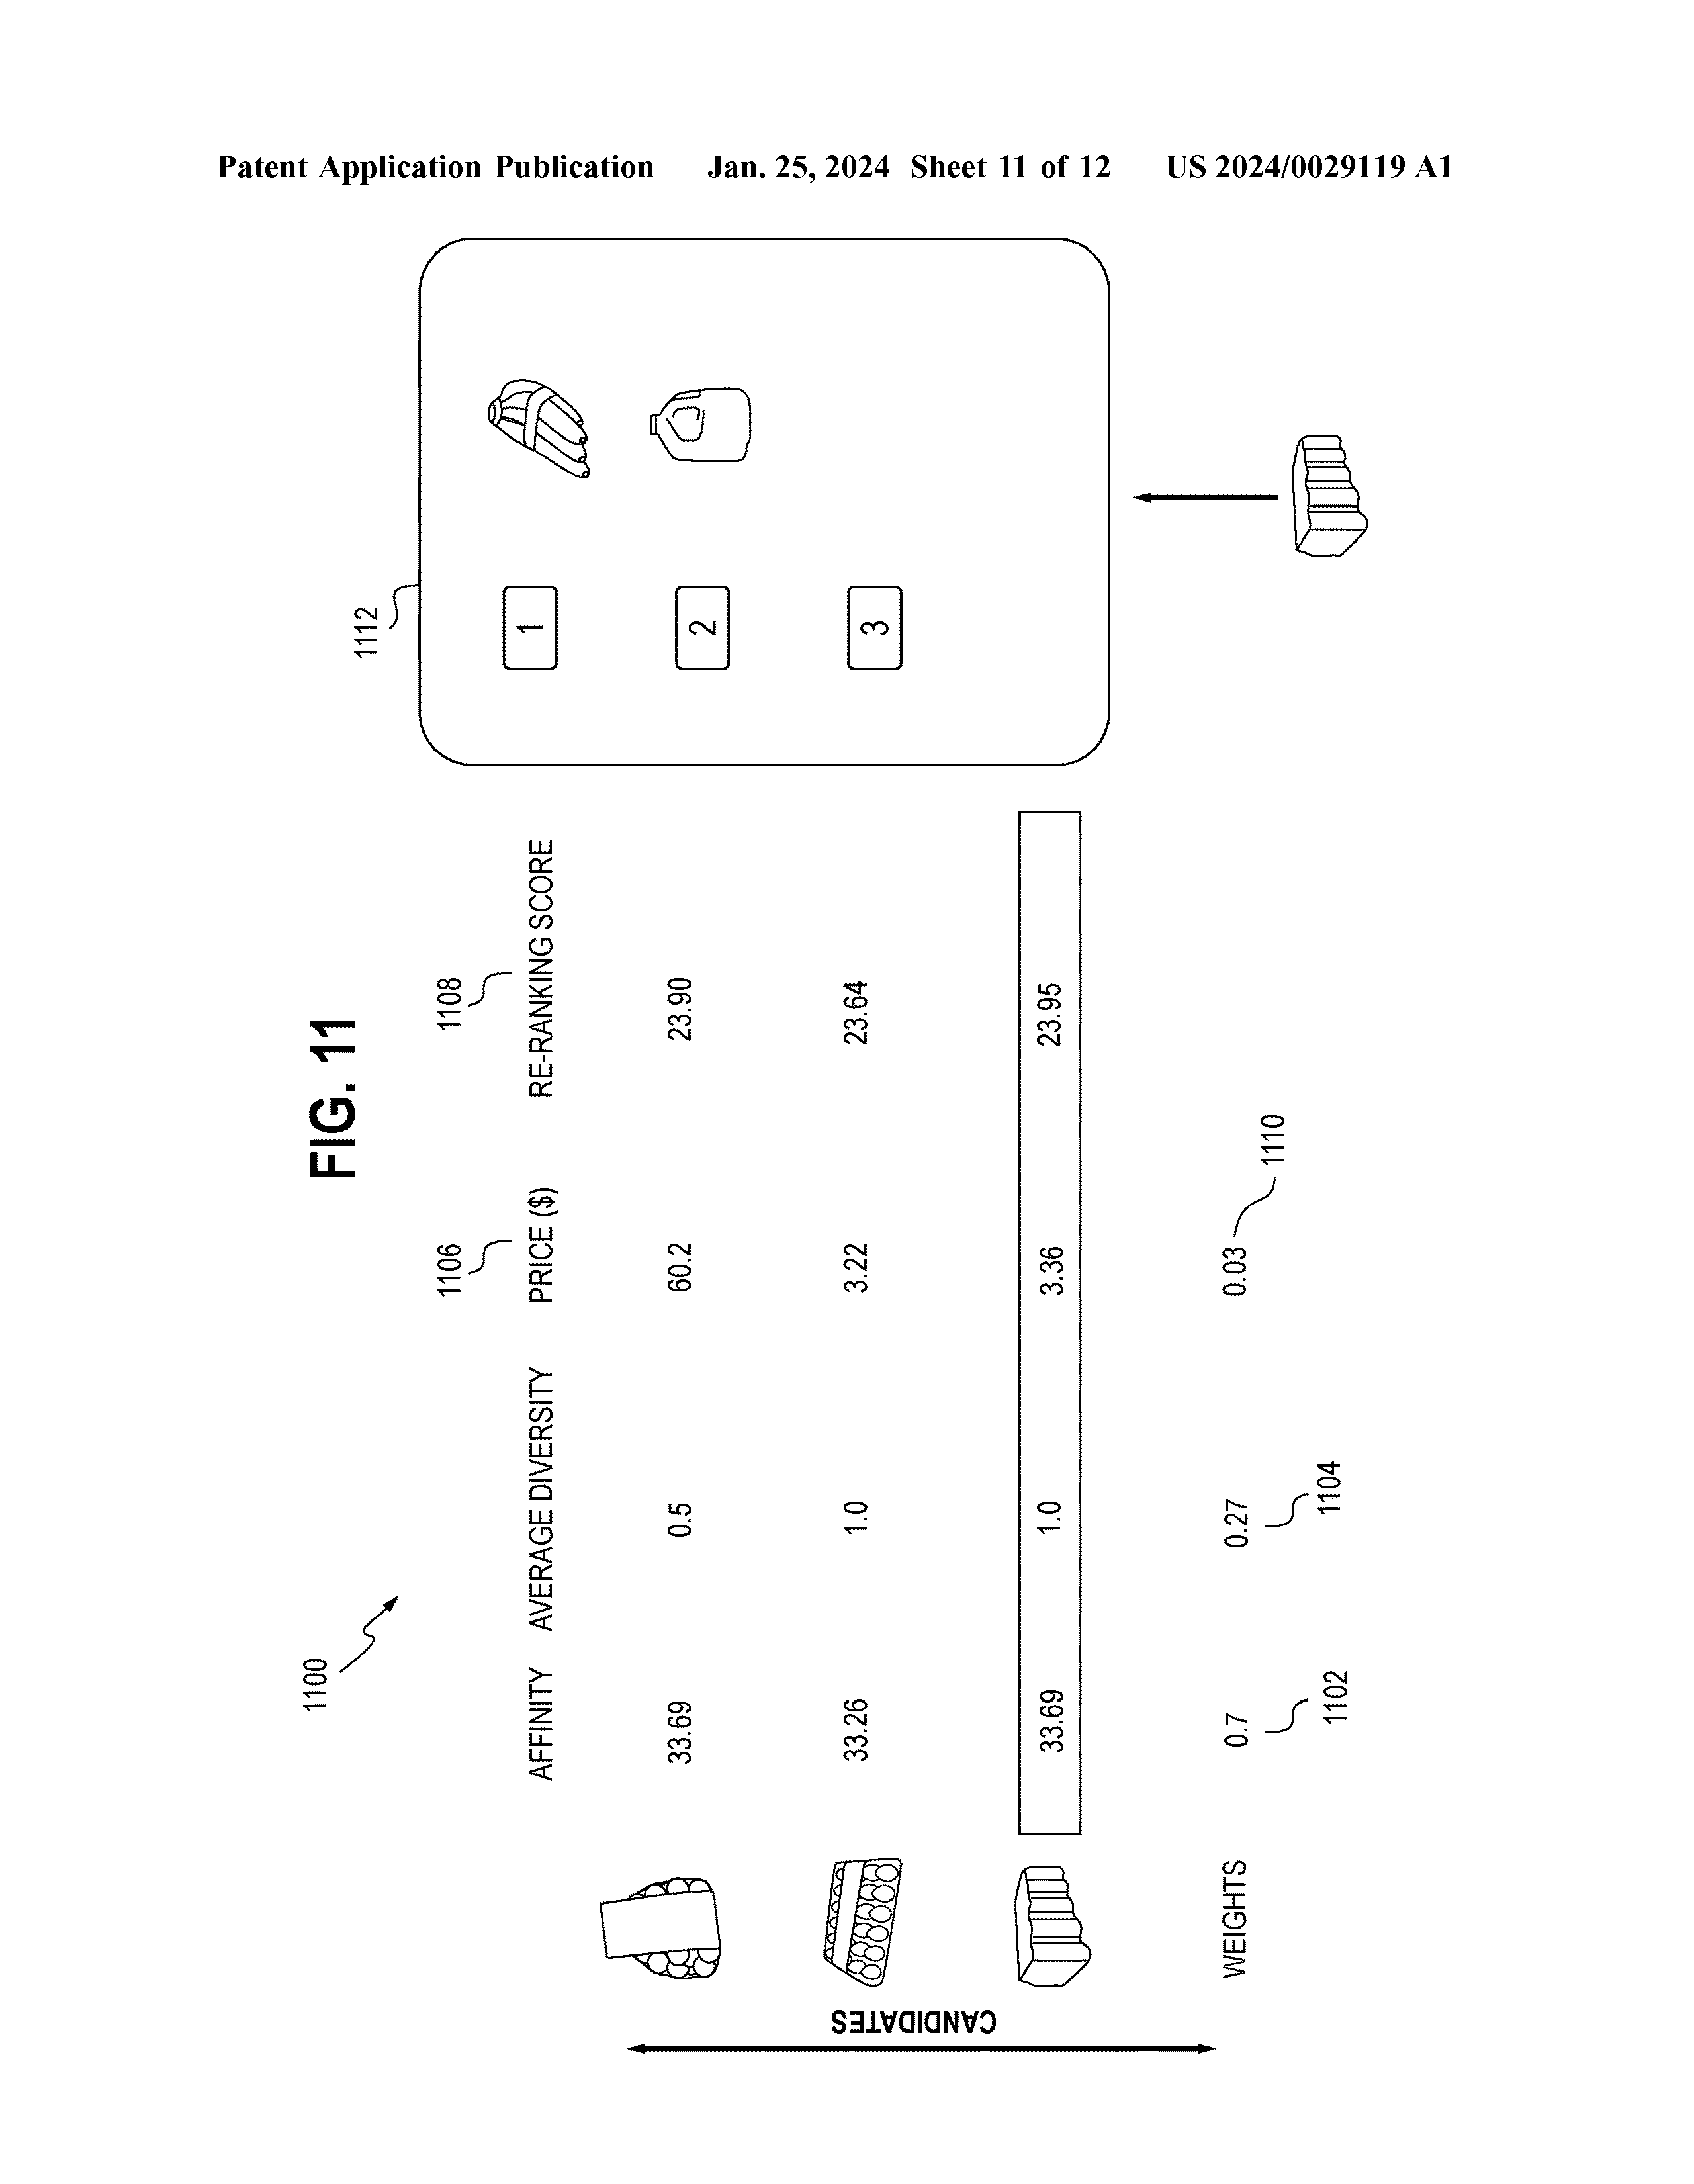 Patent Application Publication Jan. 25, 2024 Sheet 11 of 12 US 2024/0029119 A1
FIG. 11
1100
1106
1108
1112
AFFINITY AVERAGE DIVERSITY PRICE ($) RE-RANKING SCORE
33.69 0.5 60.2 23.90
33.26 1.0 3.22 23.64
33.69 1.0 3.36 23.95
CANDIDATES
WEIGHTS 0.7 0.27 0.03
1102
1104
1110
1
2
3